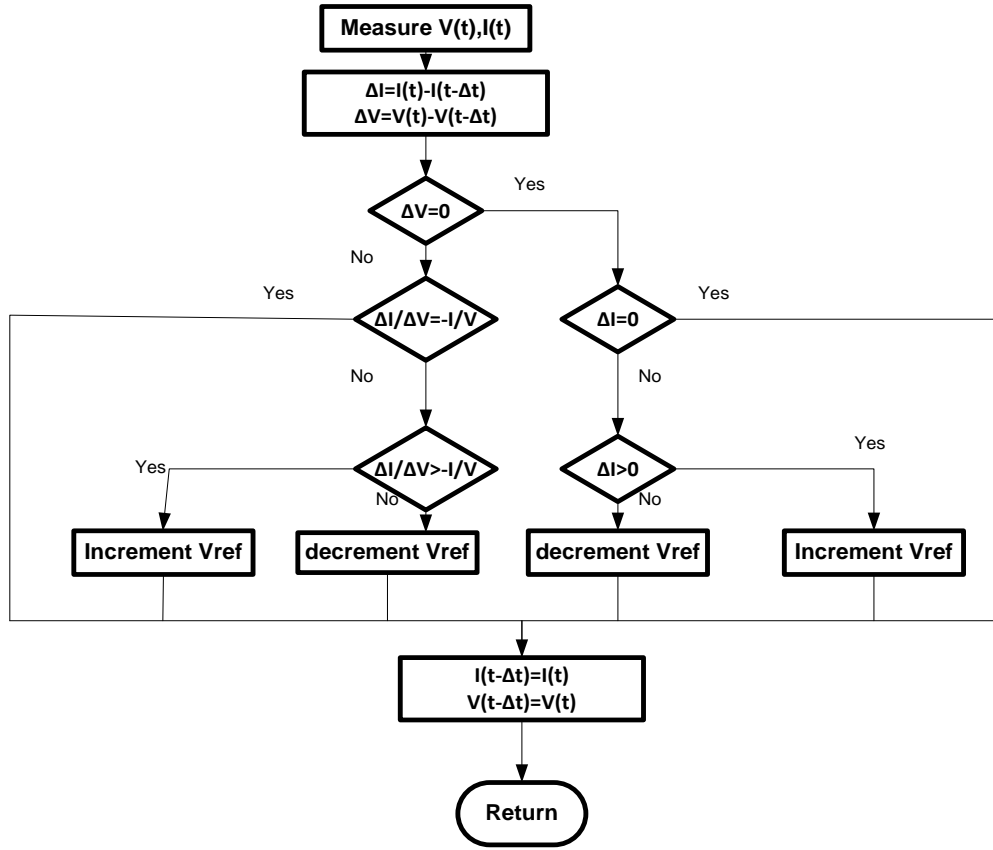 Measure V(t),I(t)
ΔI=I(t)-I(t-Δt)
ΔV=V(t)-V(t-Δt)
Yes
ΔV=0
No
Yes
Yes
ΔI/ΔV=-I/V
ΔI=0
No
No
Yes
ΔI/ΔV>-I/V
ΔI>0
Yes
No
No
Increment Vref
decrement Vref
decrement Vref
Increment Vref
I(t-Δt)=I(t)
V(t-Δt)=V(t)
Return